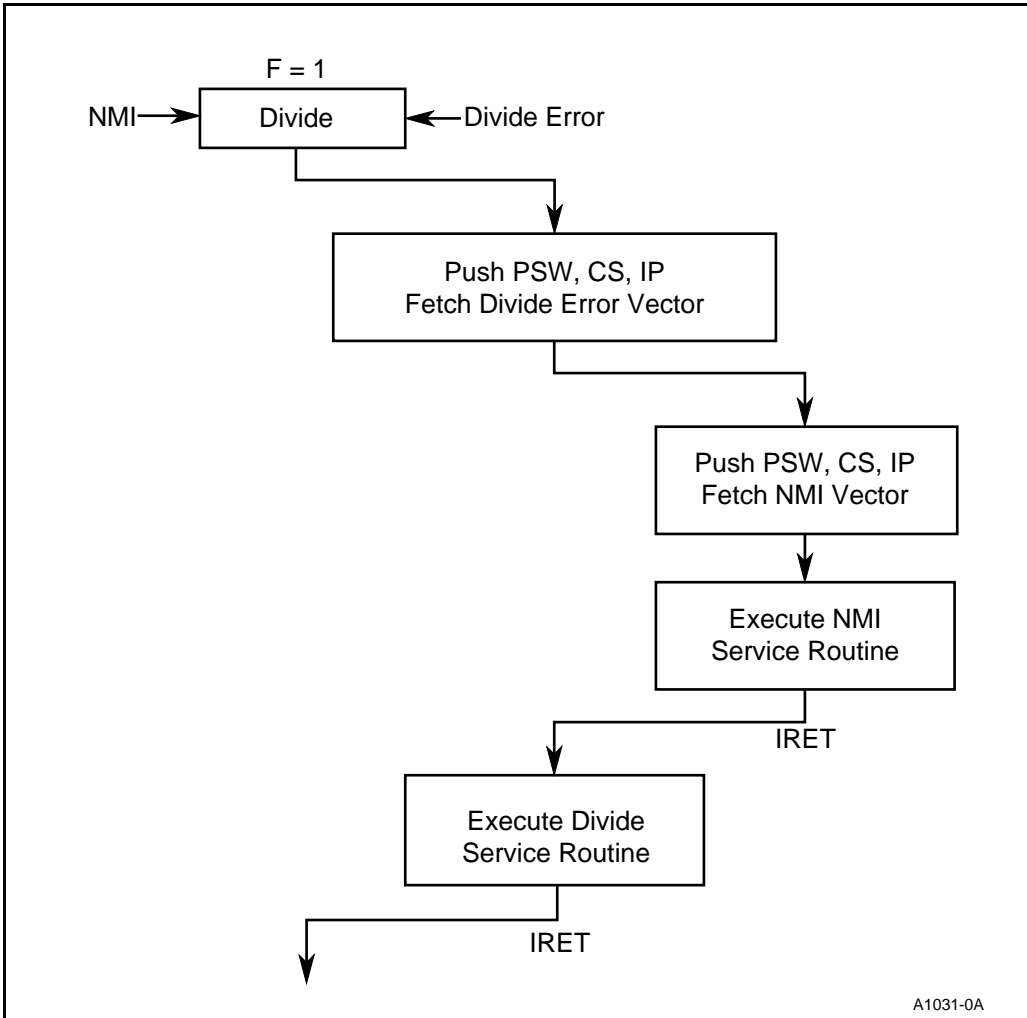 F = 1
NMI
Divide
Divide Error
Push PSW, CS, IP
Fetch Divide Error Vector
Push PSW, CS, IP
Fetch NMI Vector
Execute NMI
Service Routine
IRET
Execute Divide
Service Routine
IRET
A1031-0A